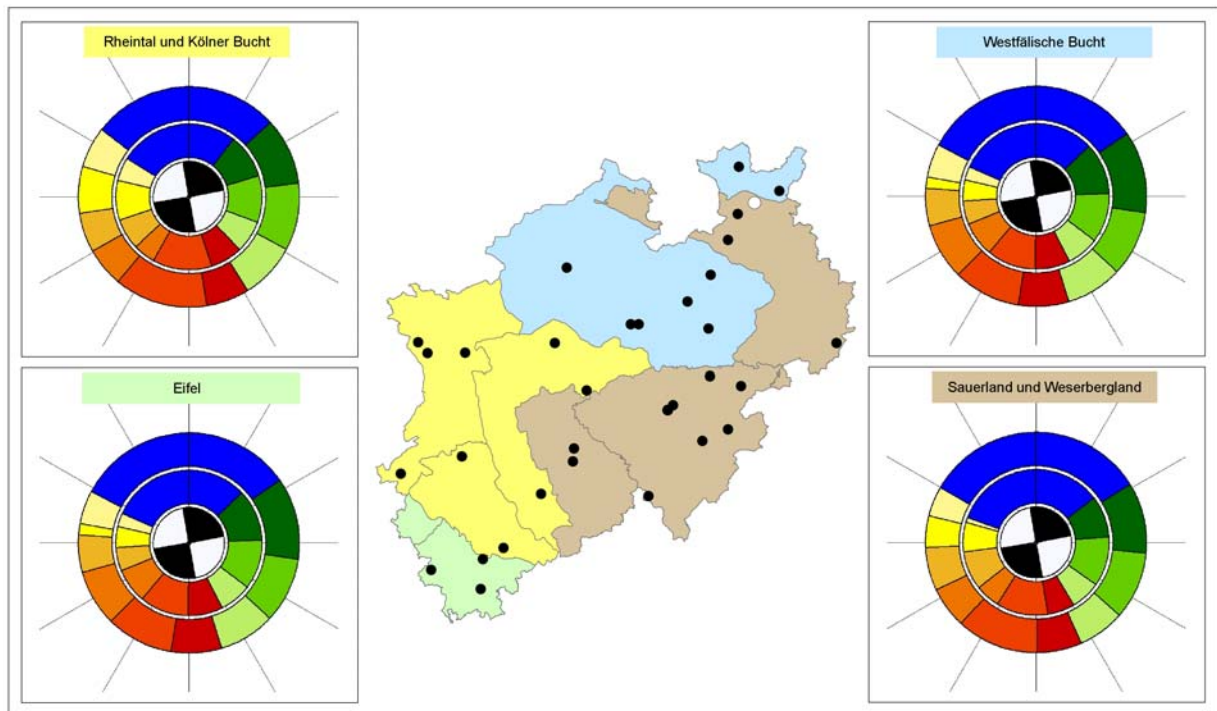 Rheintal und Kölner Bucht
Westfälische Bucht
Eifel
Sauerland und Weserbergland